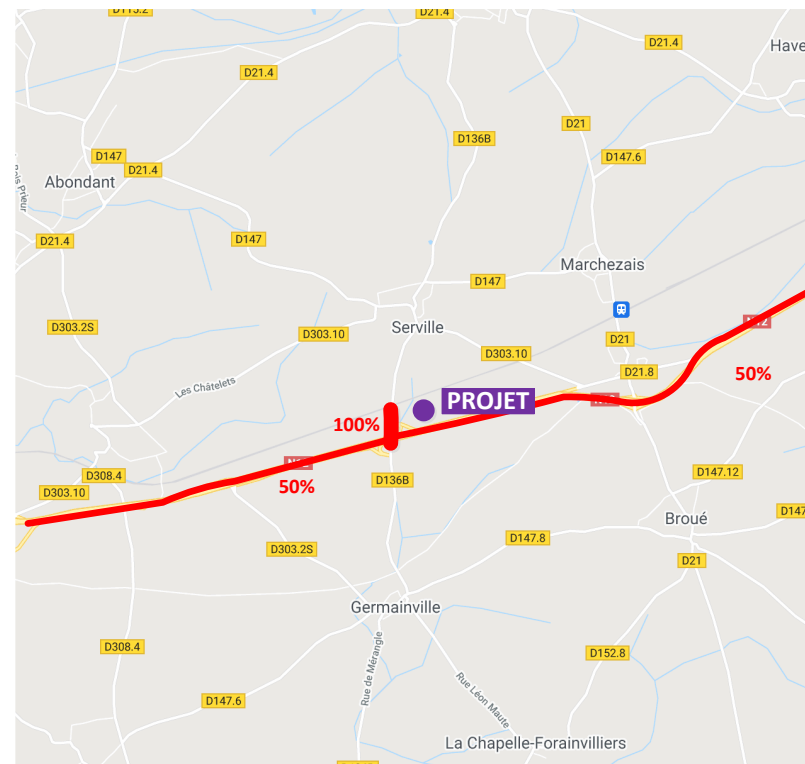 D21.4
D21.4
Have
D21.4
D21
D136B
D147
D147.6
D21.4
Abondant
D147
D21.4
Marchezais
D147
D303.2S
Serville
D303.10
N12
D21
D303.10
D21.8
50%
Les Châtelets
PROJET
100%
50%
D308.4
D136B
D147.12
D303.10
D147
Broué
D147.8
D303.2S
D21
Germainville
D308.4
D152.8
Rue de Mérangle
Rue Léon Maute
D147.6
La Chapelle-Forainvilliers